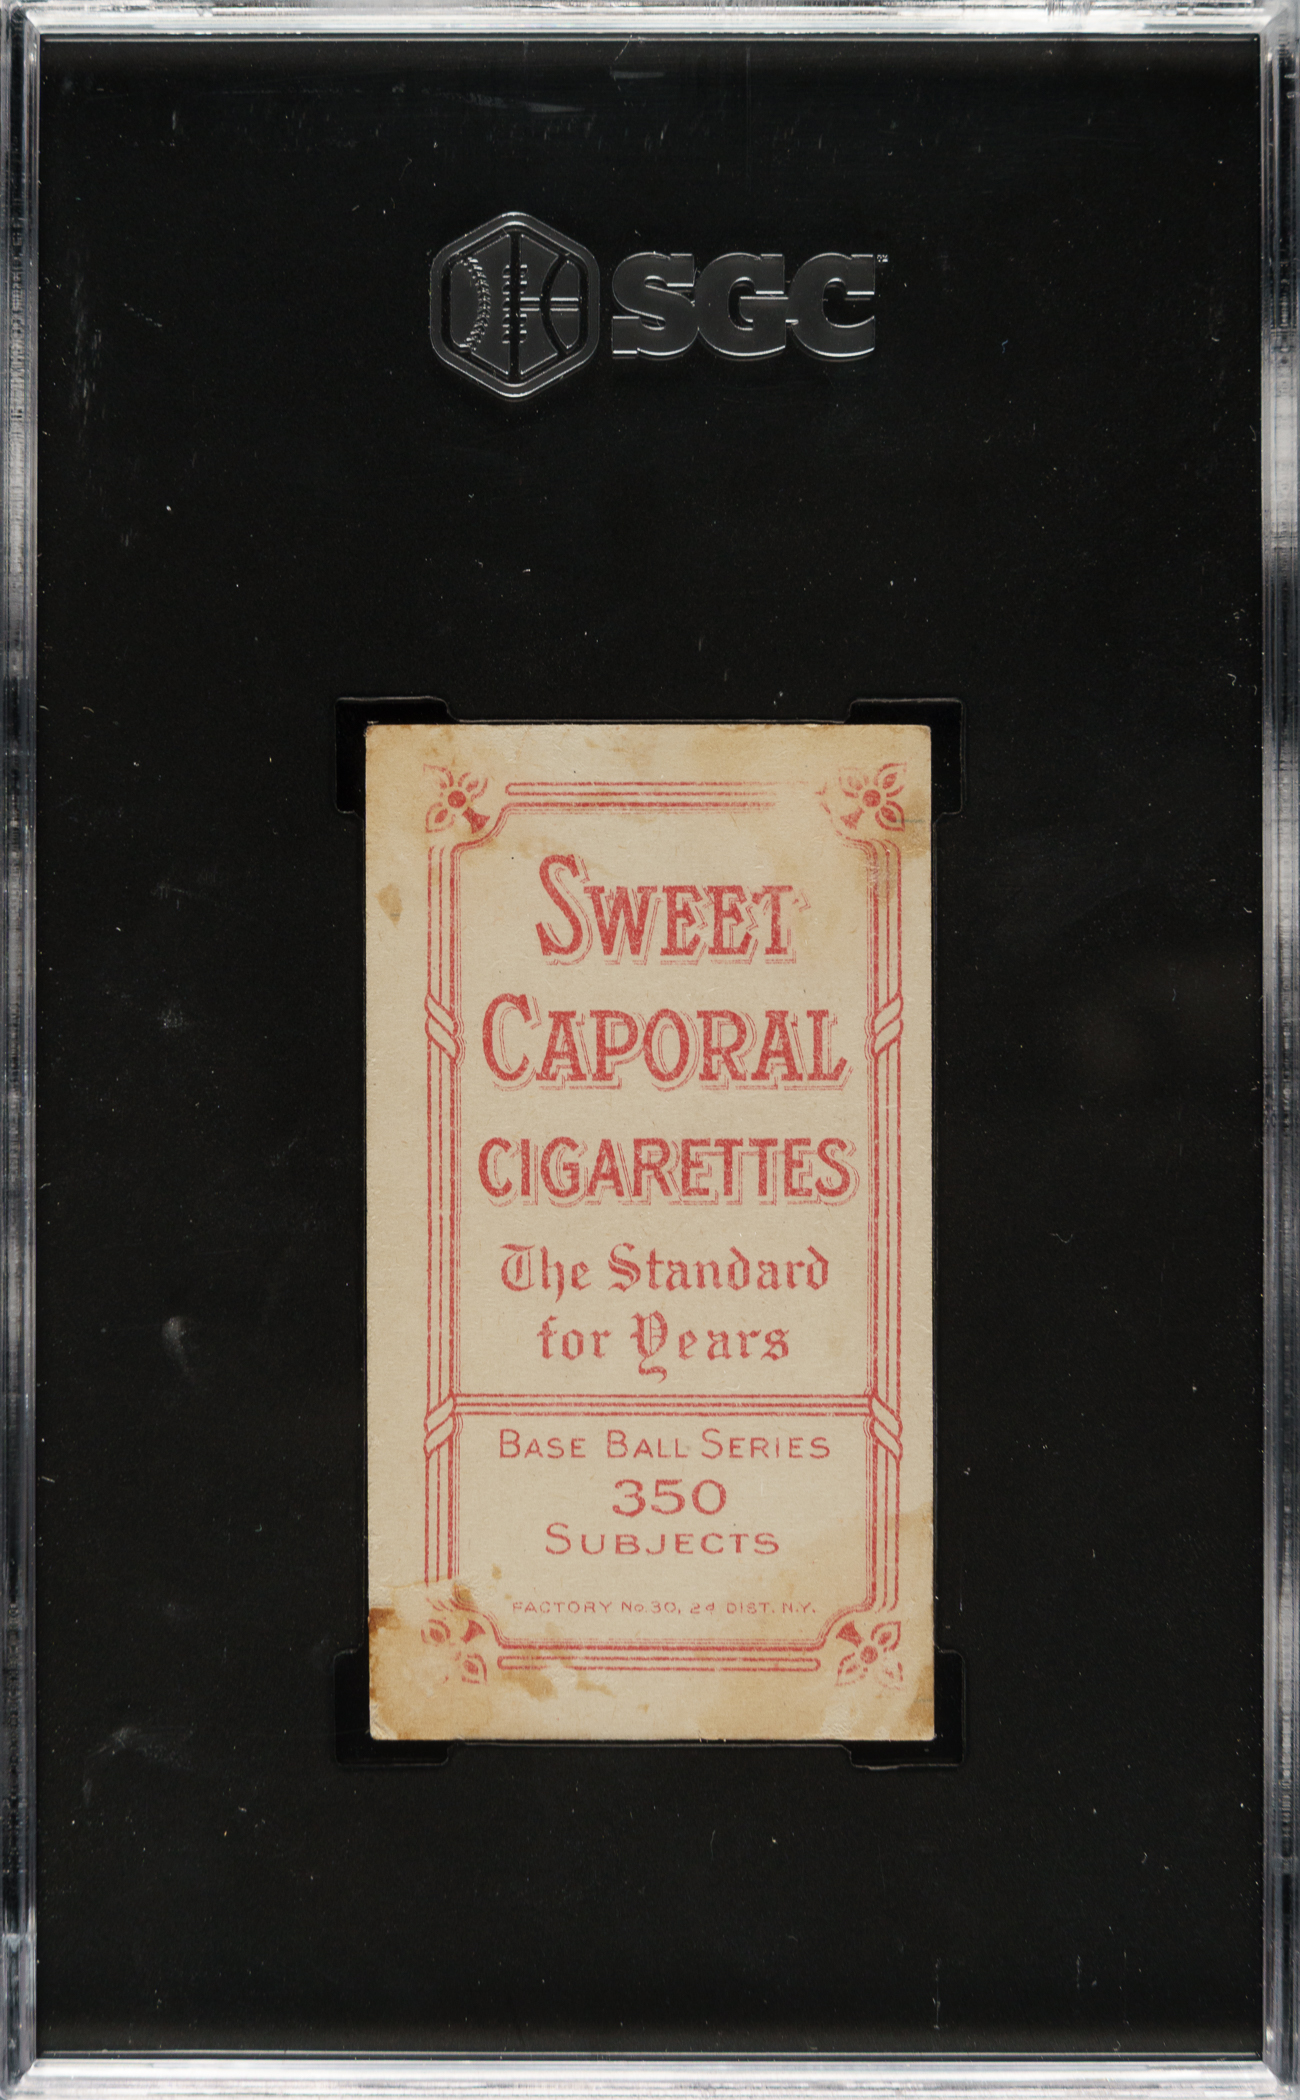 SGC
SWEET
CAPORAL
CIGARETTES
The Standard
for Years
BASE BALL SERIES
350
SUBJECTS
FACTORY No. 30, 2d DIST. N.Y.